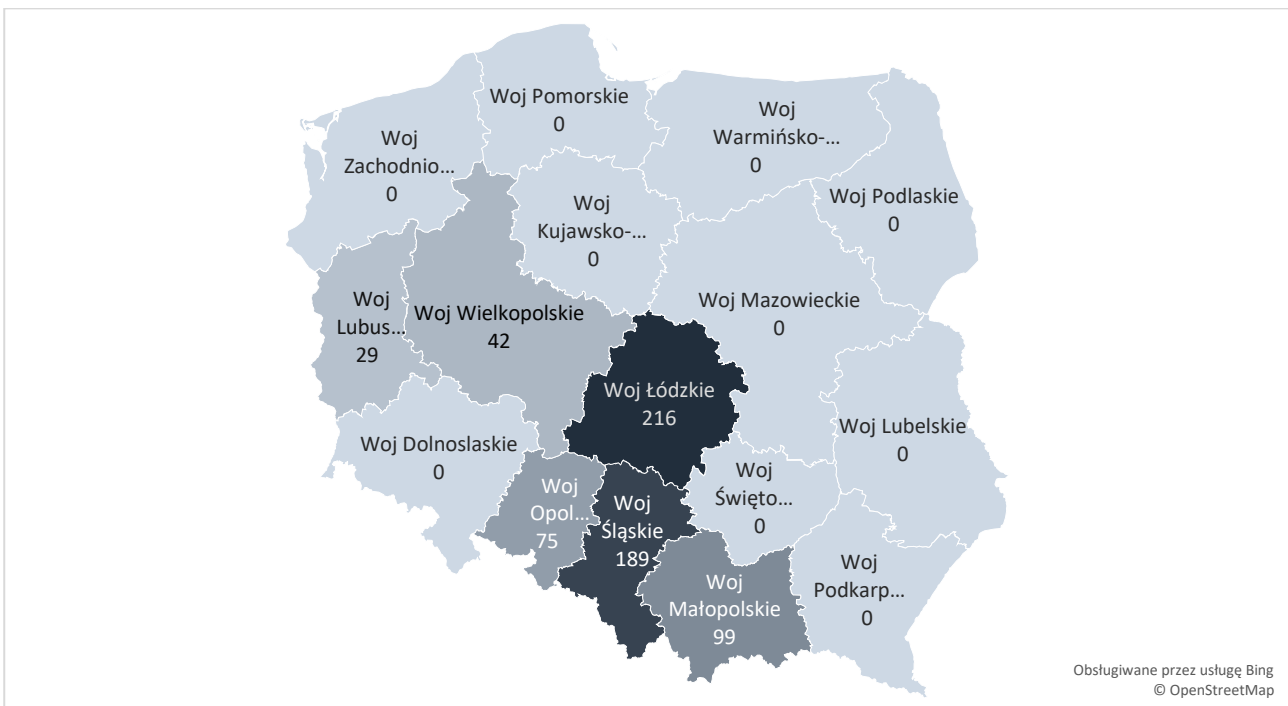 Woj Pomorskie
0
Woj
Warmińsko-...
0
Woj
Zachodnio...
0
Woj Podlaskie
0
Woj
Kujawsko-...
0
Woj Mazowieckie
0
Woj
Lubus...
29
Woj Wielkopolskie
42
Woj Łódzkie
216
Woj Lubelskie
0
Woj Dolnoslaskie
0
Woj
Święto...
0
Woj
Opol...
75
Woj
Śląskie
189
Woj
Podkarp...
0
Woj
Małopolskie
99
Obsługiwane przez usługę Bing
© OpenStreetMap